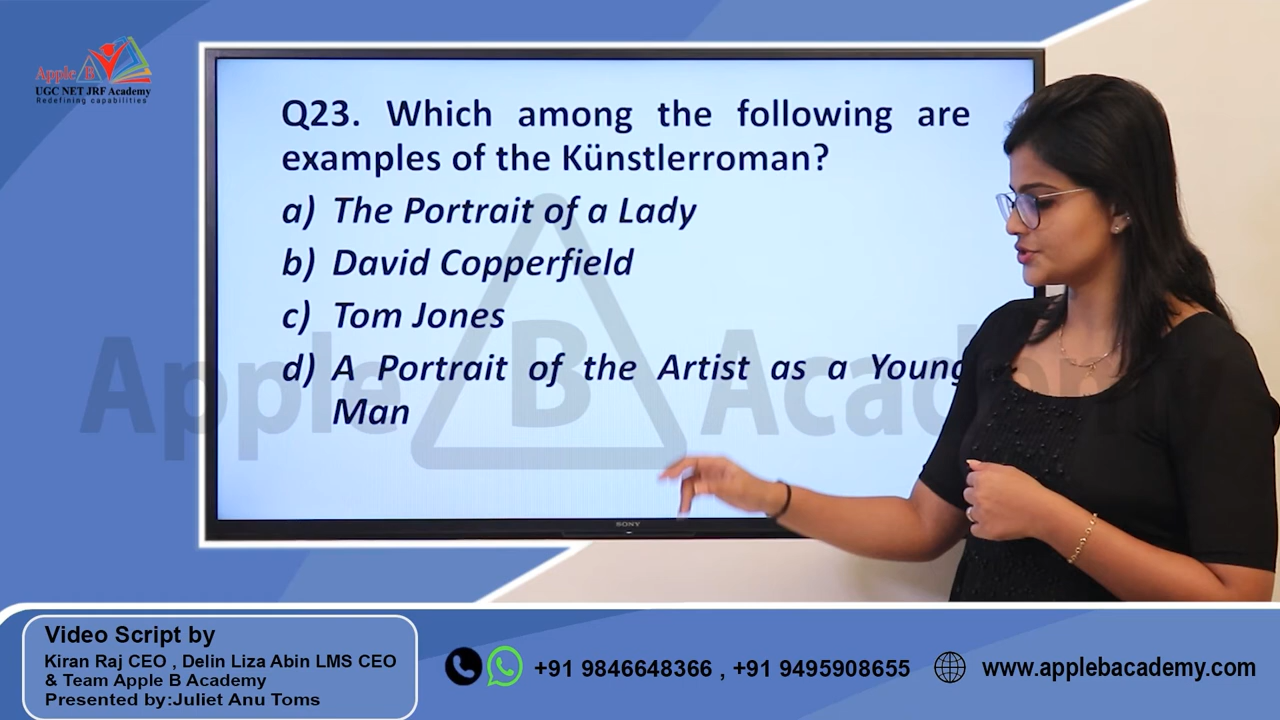 Apple B
UGC NET JRF Academy
Redefining capabilities
Q23. Which among the following are
examples of the Künstlerroman?
a) The Portrait of a Lady
b) David Copperfield
c) Tom Jones
d) A Portrait of the Artist as a Young
Man
Apple B Academy
SONY
Video Script by
Kiran Raj CEO , Delin Liza Abin LMS CEO
& Team Apple B Academy
Presented by:Juliet Anu Toms
+91 9846648366 , +91 9495908655
www.applebacademy.com